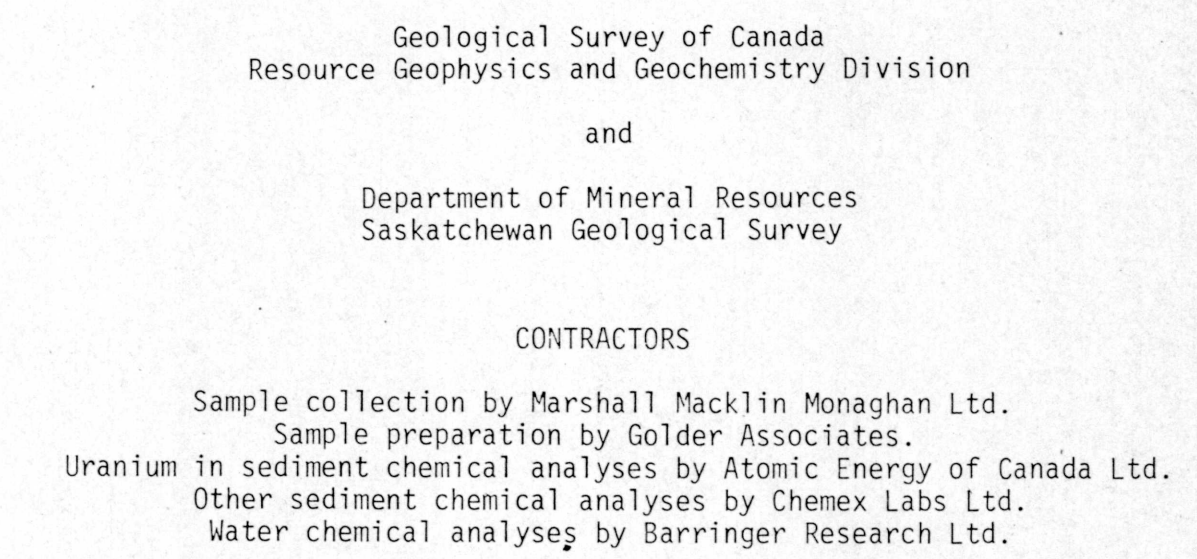 Geological Survey of Canada
Resource Geophysics and Geochemistry Division
and
Department of Mineral Resources
Saskatchewan Geological Survey
CONTRACTORS
Sample collection by Marshall Macklin Monaghan Ltd.
Sample preparation by Golder Associates.
Uranium in sediment chemical analyses by Atomic Energy of Canada Ltd.
Other sediment chemical analyses by Chemex Labs Ltd.
Water chemical analyses by Barringer Research Ltd.